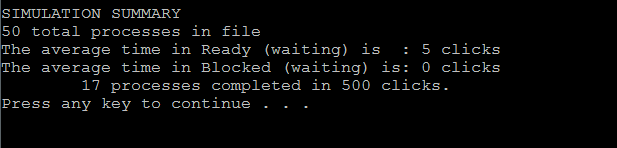 SIMULATION SUMMARY
50 total processes in file
The average time in Ready (waiting) is  : 5 clicks
The average time in Blocked (waiting) is: 0 clicks
        17 processes completed in 500 clicks.
Press any key to continue . . .